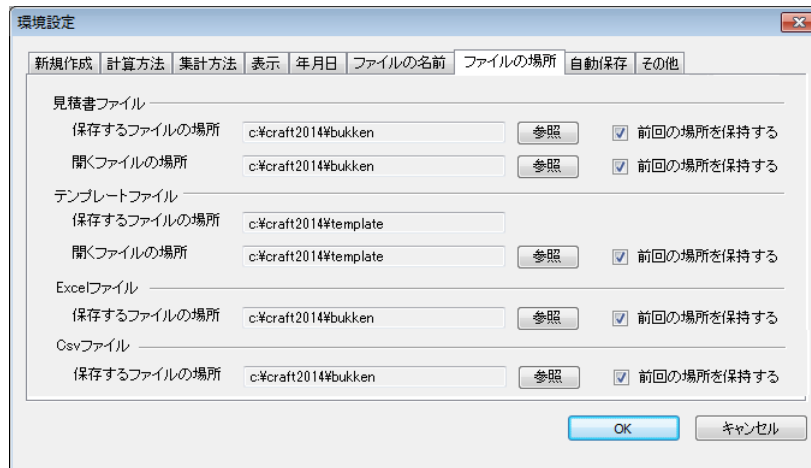 環境設定
新規作成 計算方法 集計方法 表示 年月日 ファイルの名前 ファイルの場所 自動保存 その他
見積書ファイル
保存するファイルの場所 c:¥craft2014¥bukken 参照 前回の場所を保持する
開くファイルの場所 c:¥craft2014¥bukken 参照 前回の場所を保持する
テンプレートファイル
保存するファイルの場所 c:¥craft2014¥template
開くファイルの場所 c:¥craft2014¥template 参照 前回の場所を保持する
Excelファイル
保存するファイルの場所 c:¥craft2014¥bukken 参照 前回の場所を保持する
Csvファイル
保存するファイルの場所 c:¥craft2014¥bukken 参照 前回の場所を保持する
OK キャンセル